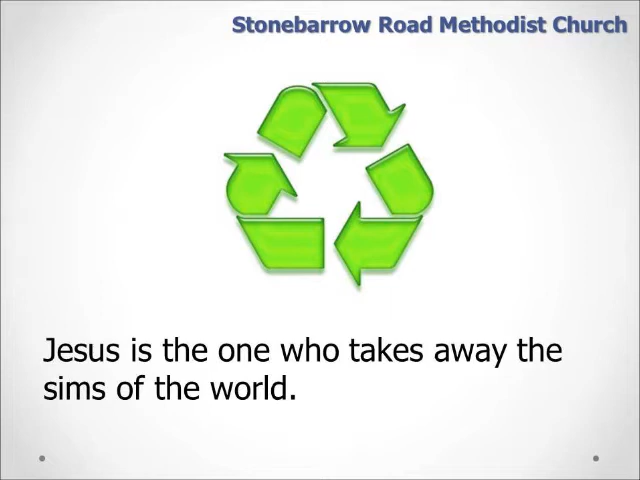 Stonebarrow Road Methodist Church
Jesus is the one who takes away the
sims of the world.